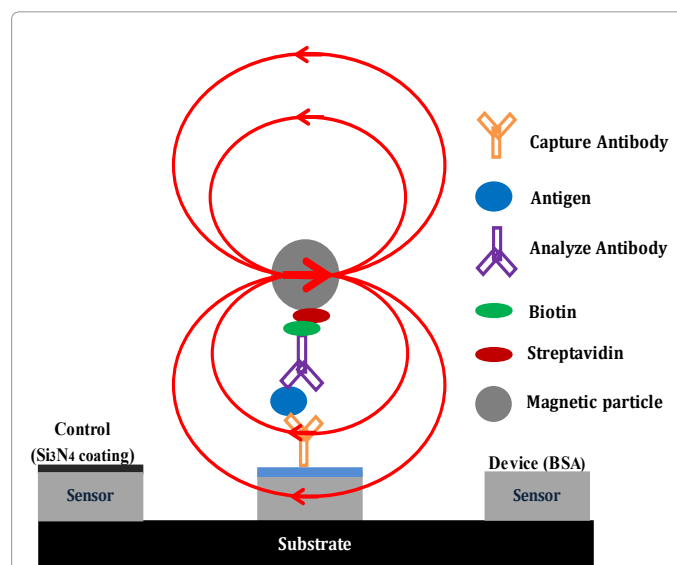 Capture Antibody
Antigen
Analyze Antibody
Biotin
Streptavidin
Magnetic particle
Control
(Si3N4 coating)
Sensor
Device (BSA)
Sensor
Substrate